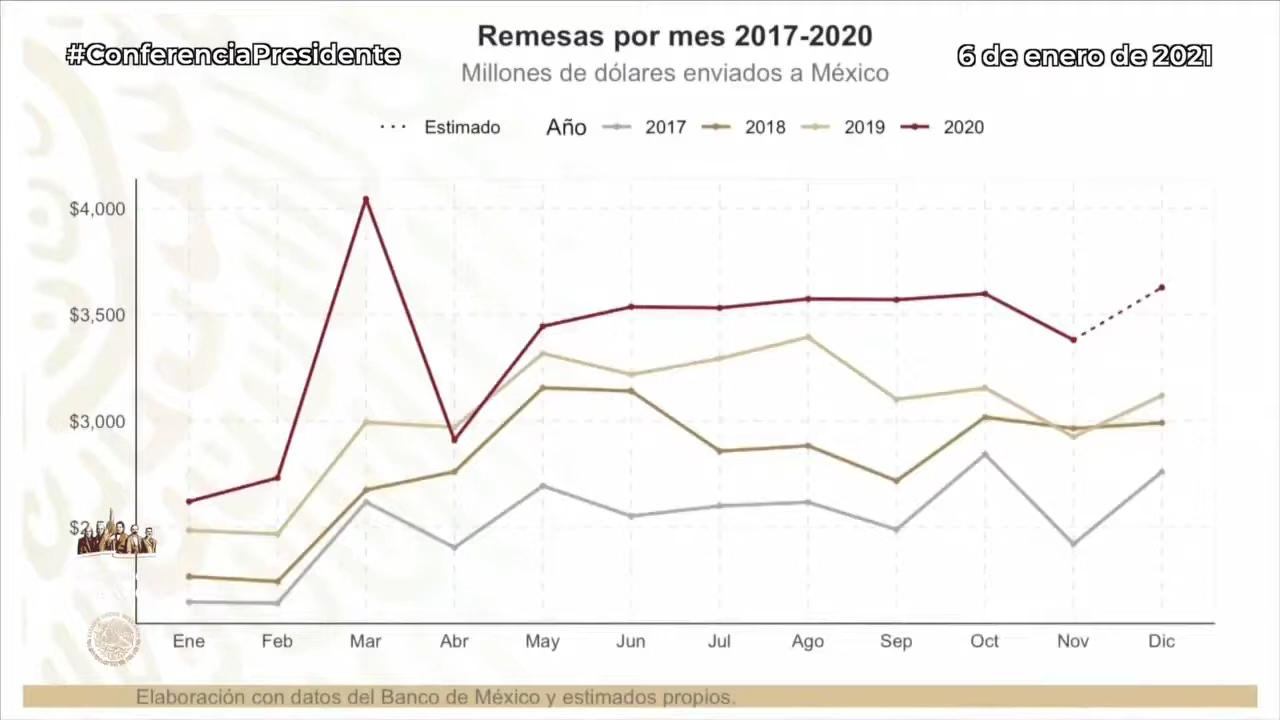 #ConferenciaPresidente
Remesas por mes 2017-2020
6 de enero de 2021
Millones de dólares enviados a México
Estimado Año 2017 2018 2019 2020
$4,000
$3,500
$3,000
Ene Feb Mar Abr May Jun Jul Ago Sep Oct Nov Dic
Elaboración con datos del Banco de México y estimados propios.